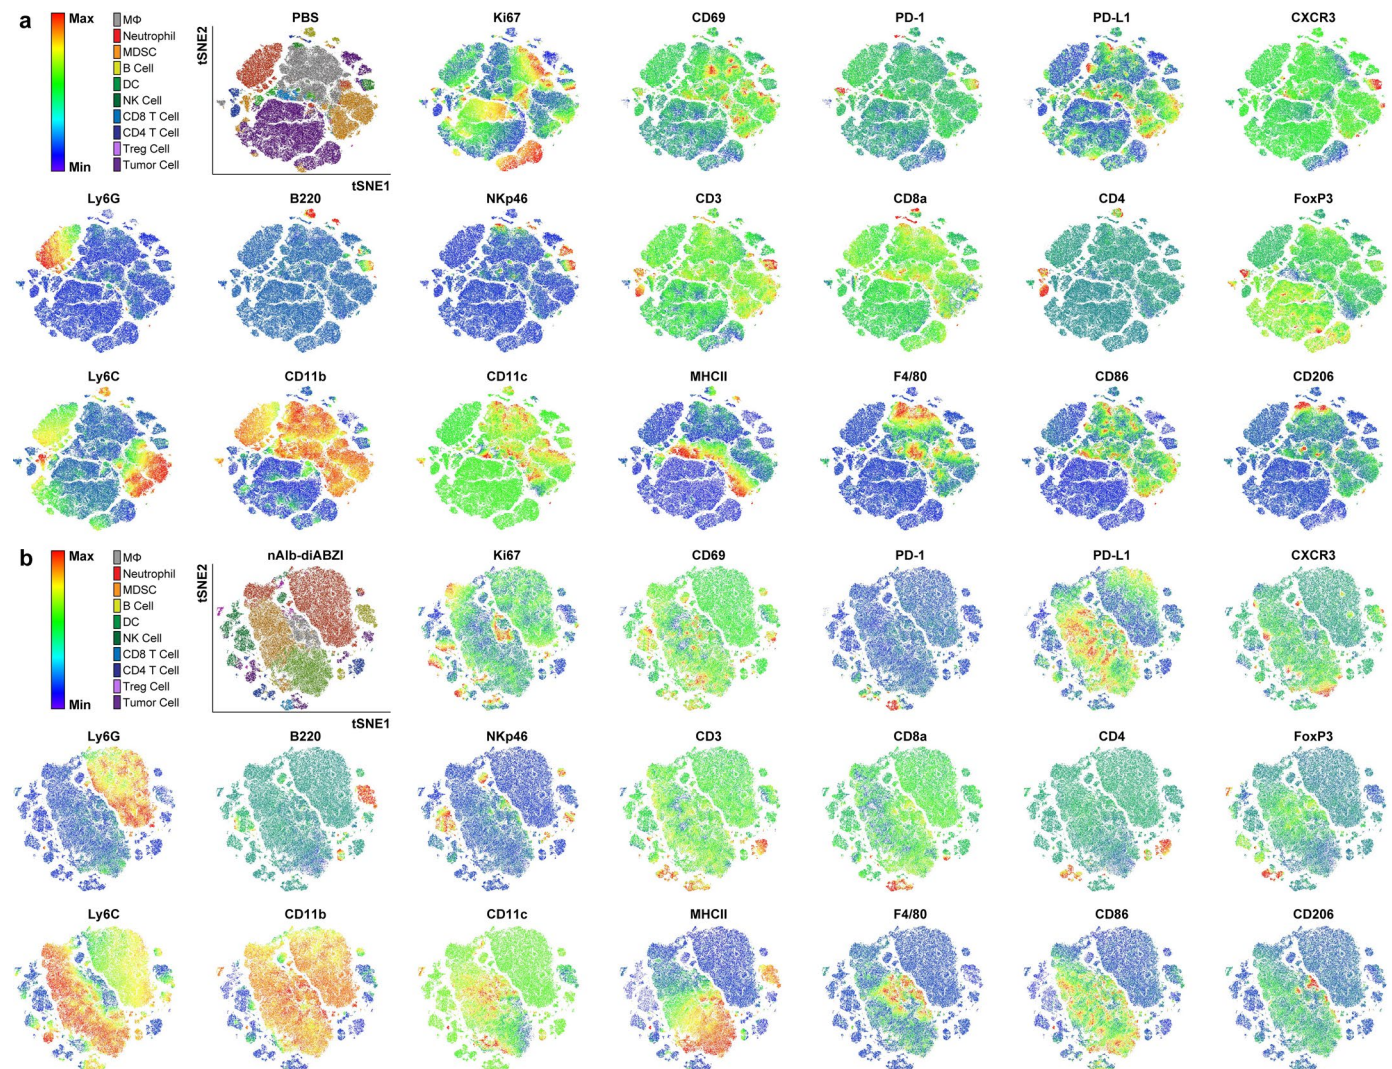 a
Max
Min
MΦ
Neutrophil
MDSC
B Cell
DC
NK Cell
CD8 T Cell
CD4 T Cell
Treg Cell
Tumor Cell
PBS
tSNE2
tSNE1
Ki67
CD69
PD-1
PD-L1
CXCR3
Ly6G
B220
NKp46
CD3
CD8a
CD4
FoxP3
Ly6C
CD11b
CD11c
MHCII
F4/80
CD86
CD206
b
Max
Min
MΦ
Neutrophil
MDSC
B Cell
DC
NK Cell
CD8 T Cell
CD4 T Cell
Treg Cell
Tumor Cell
nAlb-diABZI
tSNE2
tSNE1
Ki67
CD69
PD-1
PD-L1
CXCR3
Ly6G
B220
NKp46
CD3
CD8a
CD4
FoxP3
Ly6C
CD11b
CD11c
MHCII
F4/80
CD86
CD206